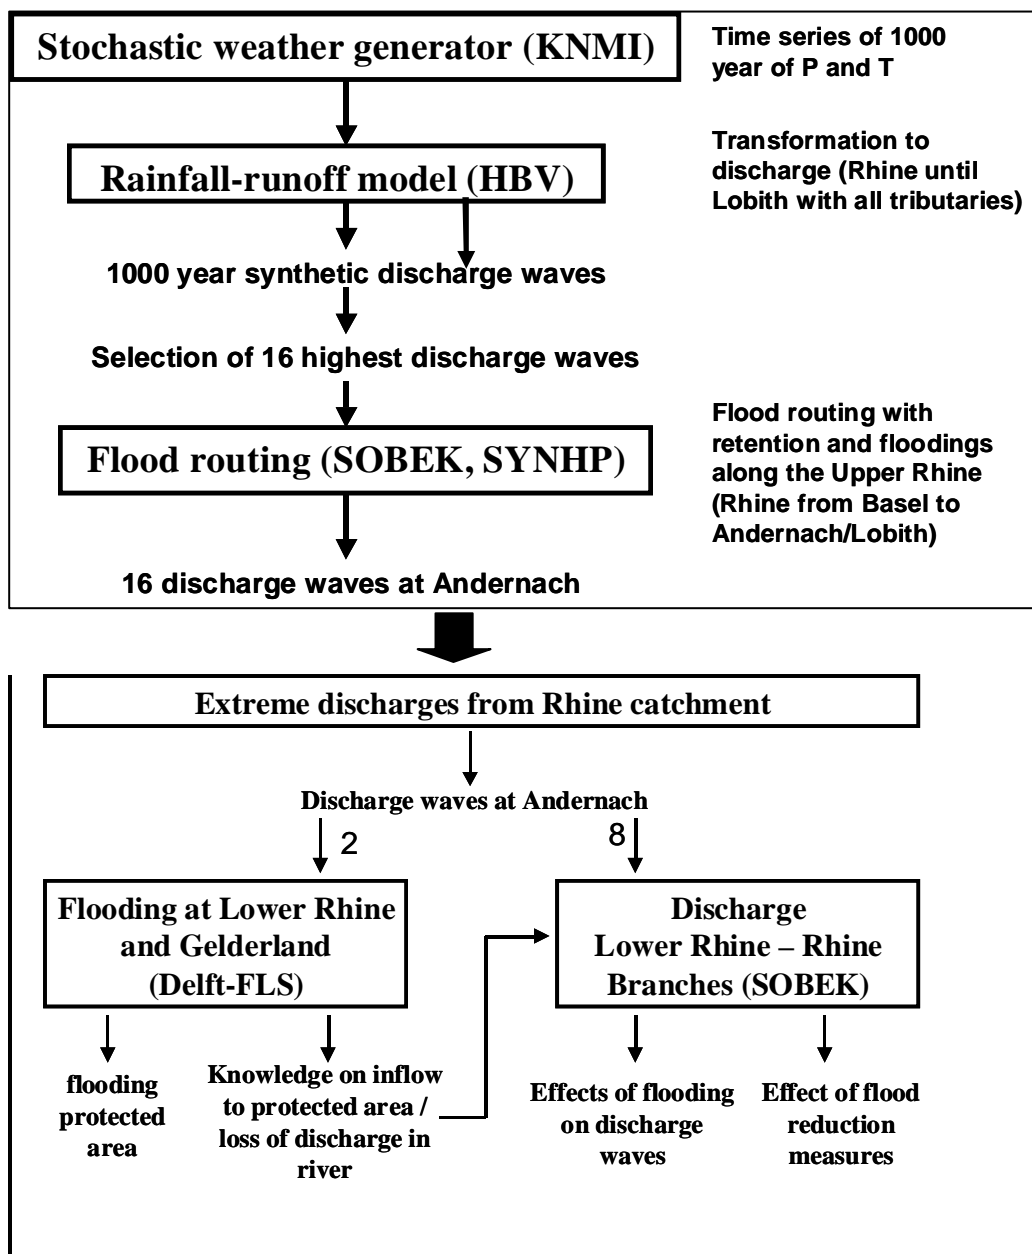 Stochastic weather generator (KNMI)
Time series of 1000
year of P and T
Rainfall-runoff model (HBV)
Transformation to
discharge (Rhine until
Lobith with all tributaries)
1000 year synthetic discharge waves
Selection of 16 highest discharge waves
Flood routing (SOBEK, SYNHP)
Flood routing with
retention and floodings
along the Upper Rhine
(Rhine from Basel to
Andernach/Lobith)
16 discharge waves at Andernach
Extreme discharges from Rhine catchment
Discharge waves at Andernach
2
8
Flooding at Lower Rhine
and Gelderland
(Delft-FLS)
Discharge
Lower Rhine – Rhine
Branches (SOBEK)
flooding
protected
area
Knowledge on inflow
to protected area /
loss of discharge in
river
Effects of flooding
on discharge
waves
Effect of flood
reduction
measures